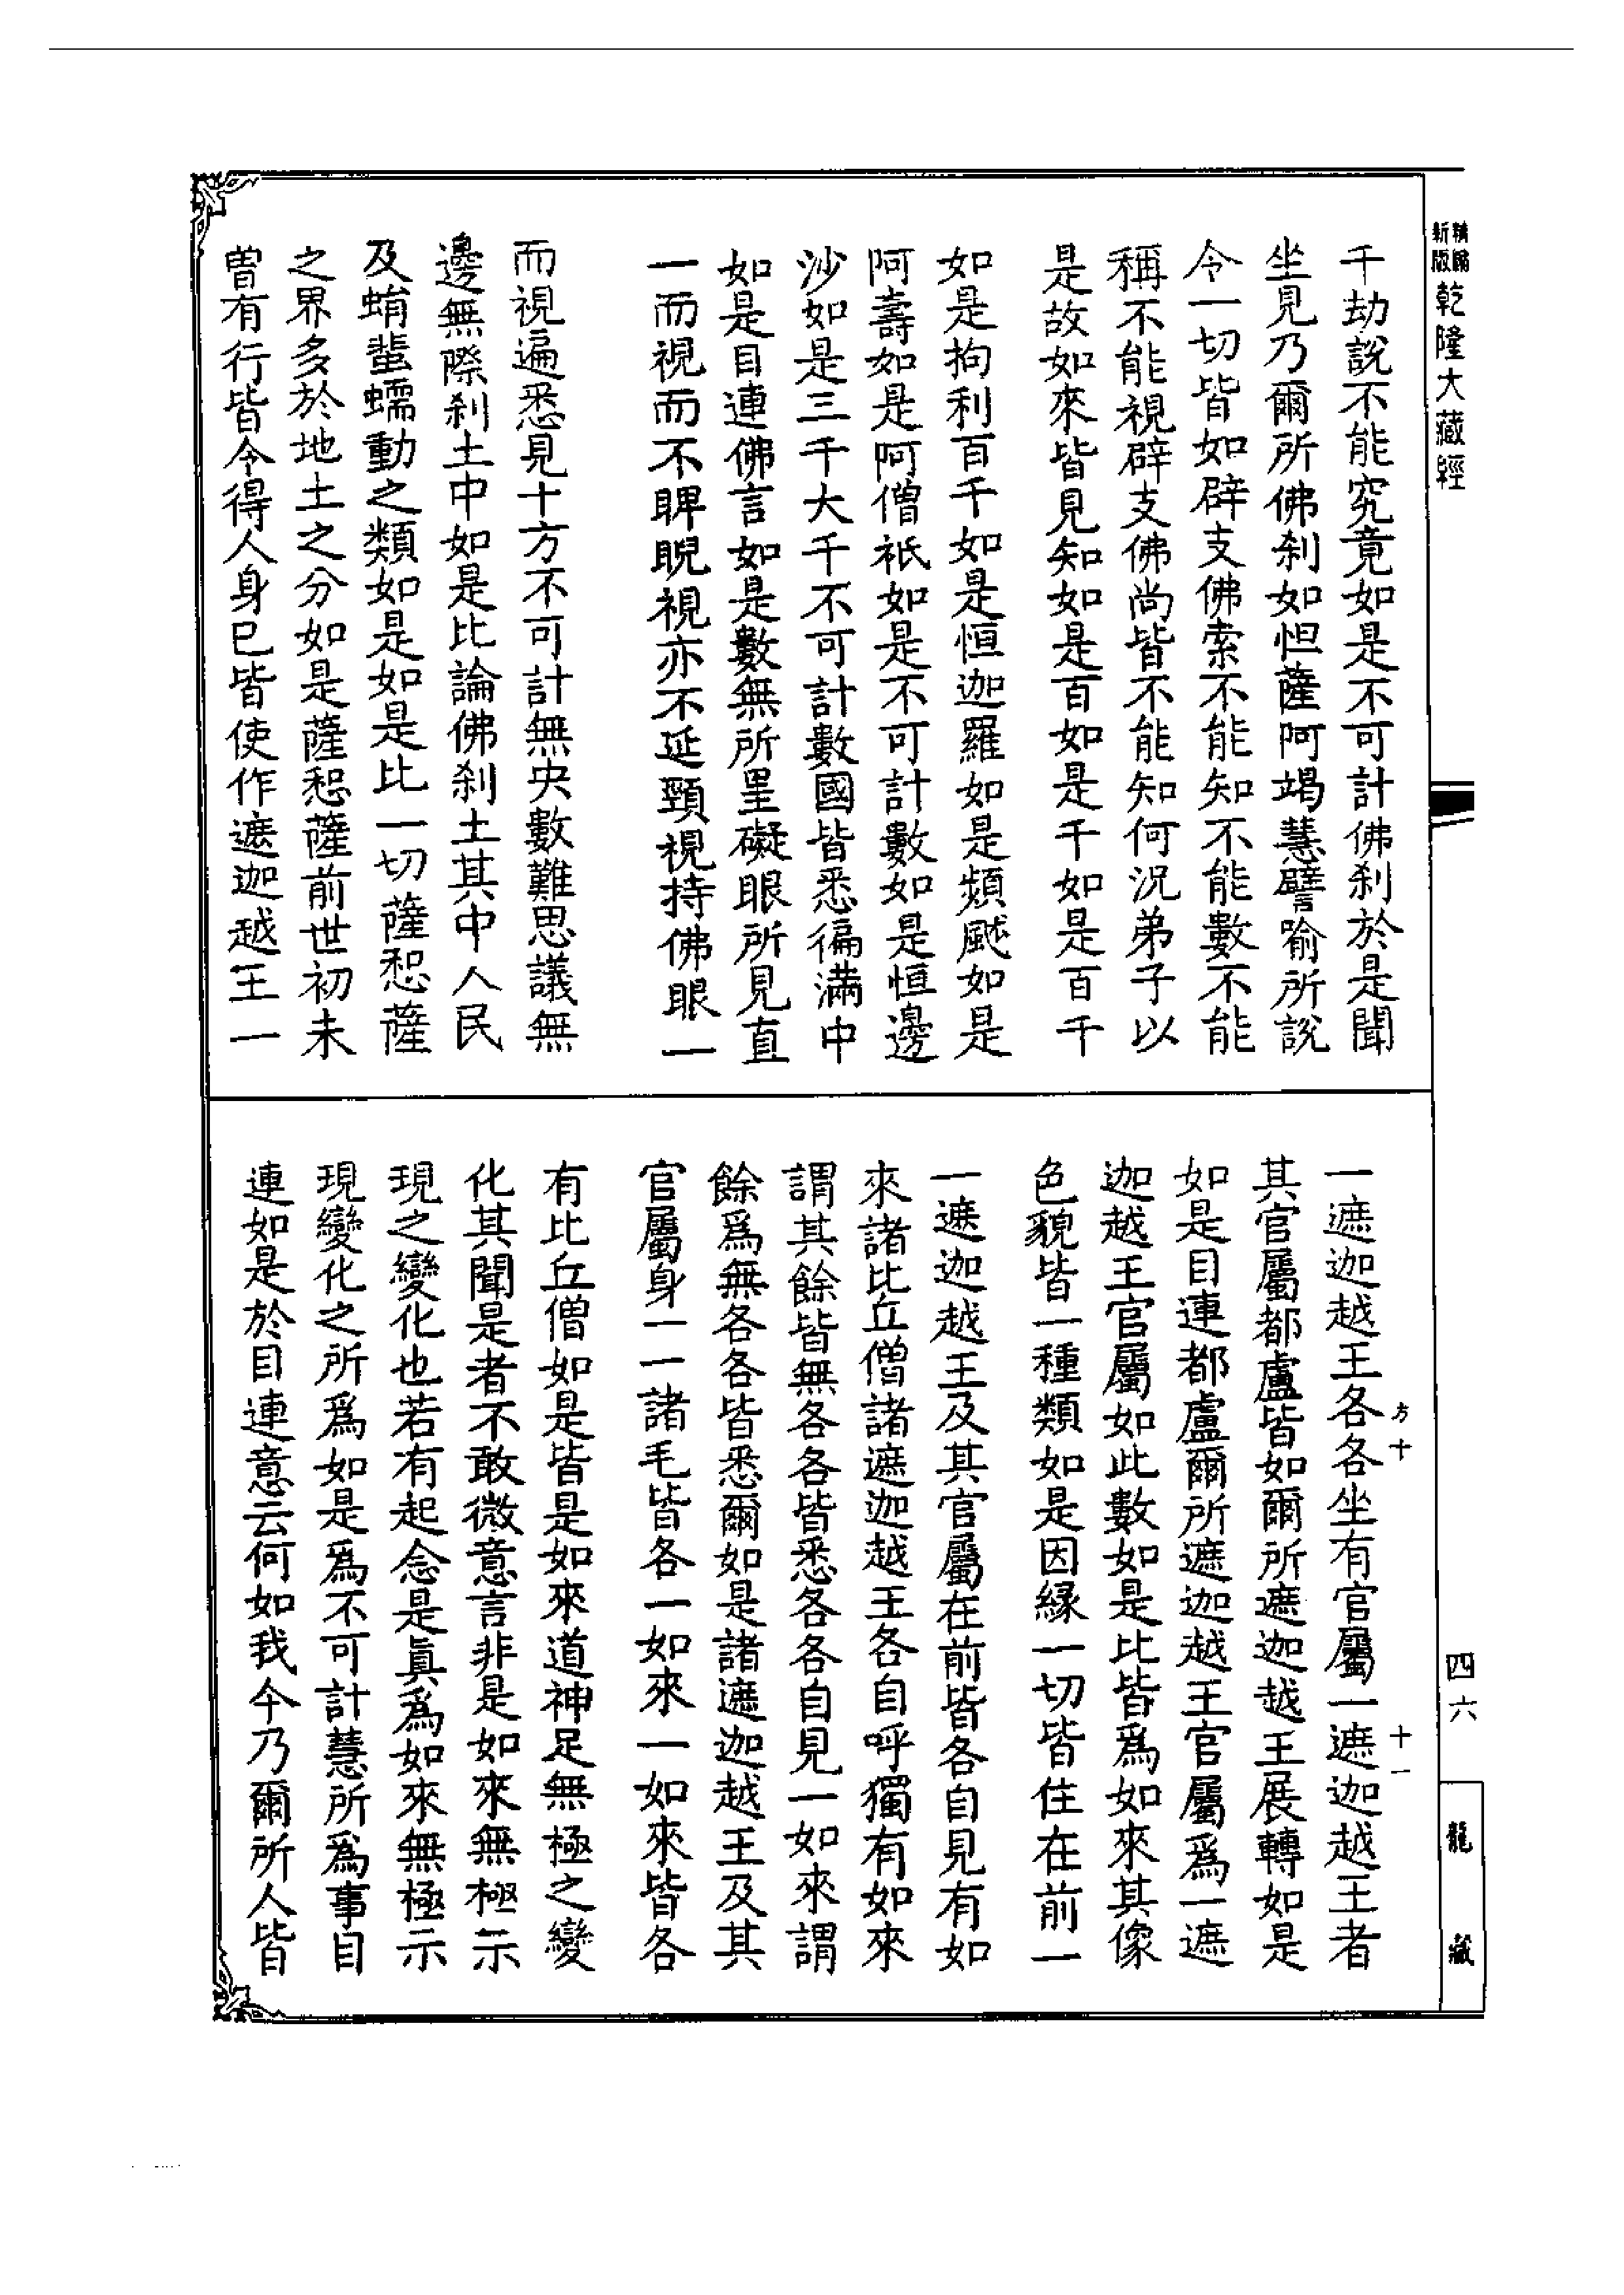 精編
新版
乾隆大藏經
千劫說不能究竟如是不可計佛剎於是聞
坐見乃爾所佛剎如怛薩阿竭慧譬喻所說
令一切皆如辟支佛索不能知不能數不能
稱不能視辟支佛尚皆不能知何況弟子以
是故如來皆見知如是百如是千如是百千
如是拘利百千如是恒迦羅如是頻颰如是
阿壽如是阿僧祇如是不可計數如是恒邊
沙如是三千大千不可計數國皆悉徧滿中
如是目連佛言如是數無所罣礙眼所見直
一而視而不睥睨視亦不延頸視持佛眼一
而視遍悉見十方不可計無央數難思議無
邊無際剎土中如是比論佛剎土其中人民
及蜎蜚蠕動之類如是如是比一切薩惒薩
之界多於地土之分如是薩惒薩前世初未
曾有行皆令得人身已皆使作遮迦越王一
一遮迦越王各各坐有官屬一遮迦越王者
其官屬都盧皆如爾所遮迦越王展轉如是
如是目連都盧爾所遮迦越王官屬爲一遮
迦越王官屬如此數如是比皆爲如來其像
色貌皆一種類如是因緣一切皆住在前一
一遮迦越王及其官屬在前皆各自見有如
來諸比丘僧諸遮迦越王各自呼獨有如來
謂其餘皆無各各皆悉各各自見一如來謂
餘爲無各各皆悉爾如是諸遮迦越王及其
官屬身一一諸毛皆各一如來一如來皆各
有比丘僧如是皆是如來道神足無極之變
化其聞是者不敢微意言非是如來無極示
現之變化也若有起念是真爲如來無極示
現變化之所爲如是爲不可計慧所爲事目
連如是於目連意云何如我今乃爾所人皆
方十
十一
四六
龍藏